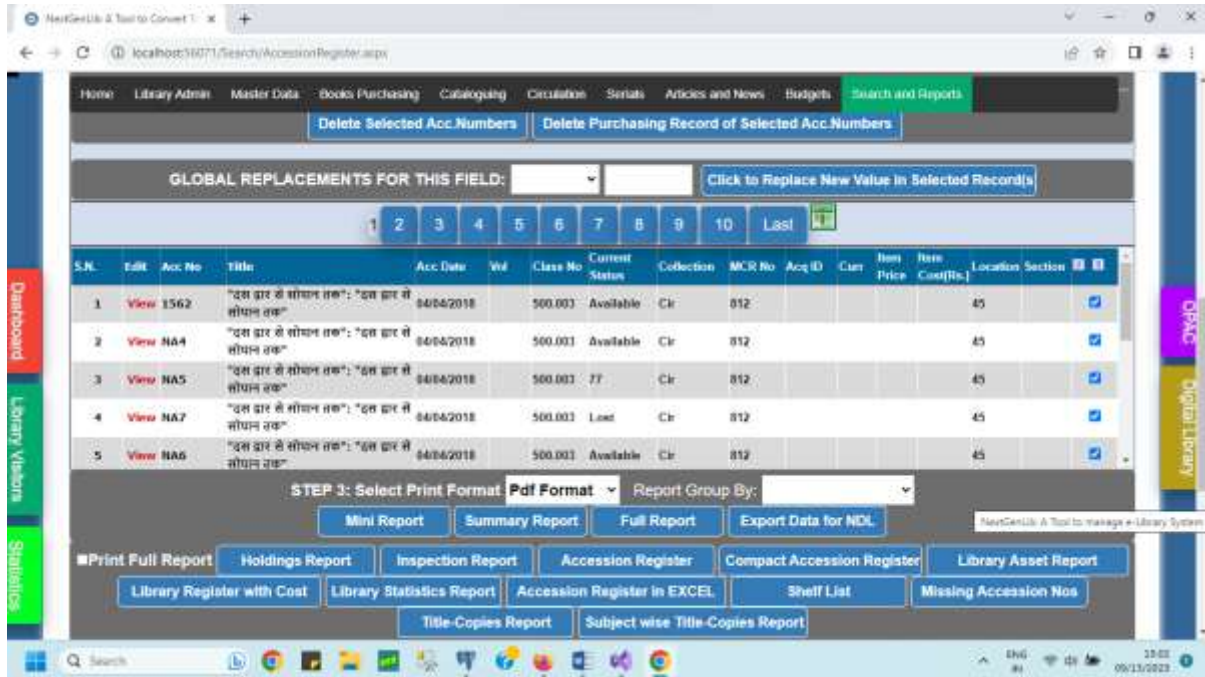 NextGenLib: A Tool to Convert
localhost:56071/Search/AccessionRegister.aspx
Home Library Admin Master Data Books Purchasing Cataloguing Circulation Serials Articles and News Budgets Search and Reports
Delete Selected Acc.Numbers Delete Purchasing Record of Selected Acc.Numbers
GLOBAL REPLACEMENTS FOR THIS FIELD: Click to Replace New Value in Selected Record(s)
1 2 3 4 5 6 7 8 9 10 Last
S.N. Edit Acc No Title Acc Date Vol Class No Current Status Collection MCR No Acq ID Curr Item Price Item Cost(Rs.) Location Section
1 View 1562 "दस द्वार से सोपान तक": "दस द्वार से सोपान तक" 04/04/2018 500.003 Available Cir 812 45
2 View NA4 "दस द्वार से सोपान तक": "दस द्वार से सोपान तक" 04/04/2018 500.003 Available Cir 812 45
3 View NA5 "दस द्वार से सोपान तक": "दस द्वार से सोपान तक" 04/04/2018 500.003 77 Cir 812 45
4 View NA7 "दस द्वार से सोपान तक": "दस द्वार से सोपान तक" 04/04/2018 500.003 Lost Cir 812 45
5 View NA6 "दस द्वार से सोपान तक": "दस द्वार से सोपान तक" 04/04/2018 500.003 Available Cir 812 45
STEP 3: Select Print Format Pdf Format Report Group By:
Mini Report Summary Report Full Report Export Data for NDL
NextGenLib: A Tool to manage e-Library System
Print Full Report Holdings Report Inspection Report Accession Register Compact Accession Register Library Asset Report
Library Register with Cost Library Statistics Report Accession Register in EXCEL Shelf List Missing Accession Nos
Title-Copies Report Subject wise Title-Copies Report
Dashboard
Library Visitors
Statistics
OPAC
Digital Library
Search
ENG
IN
09/13/2023